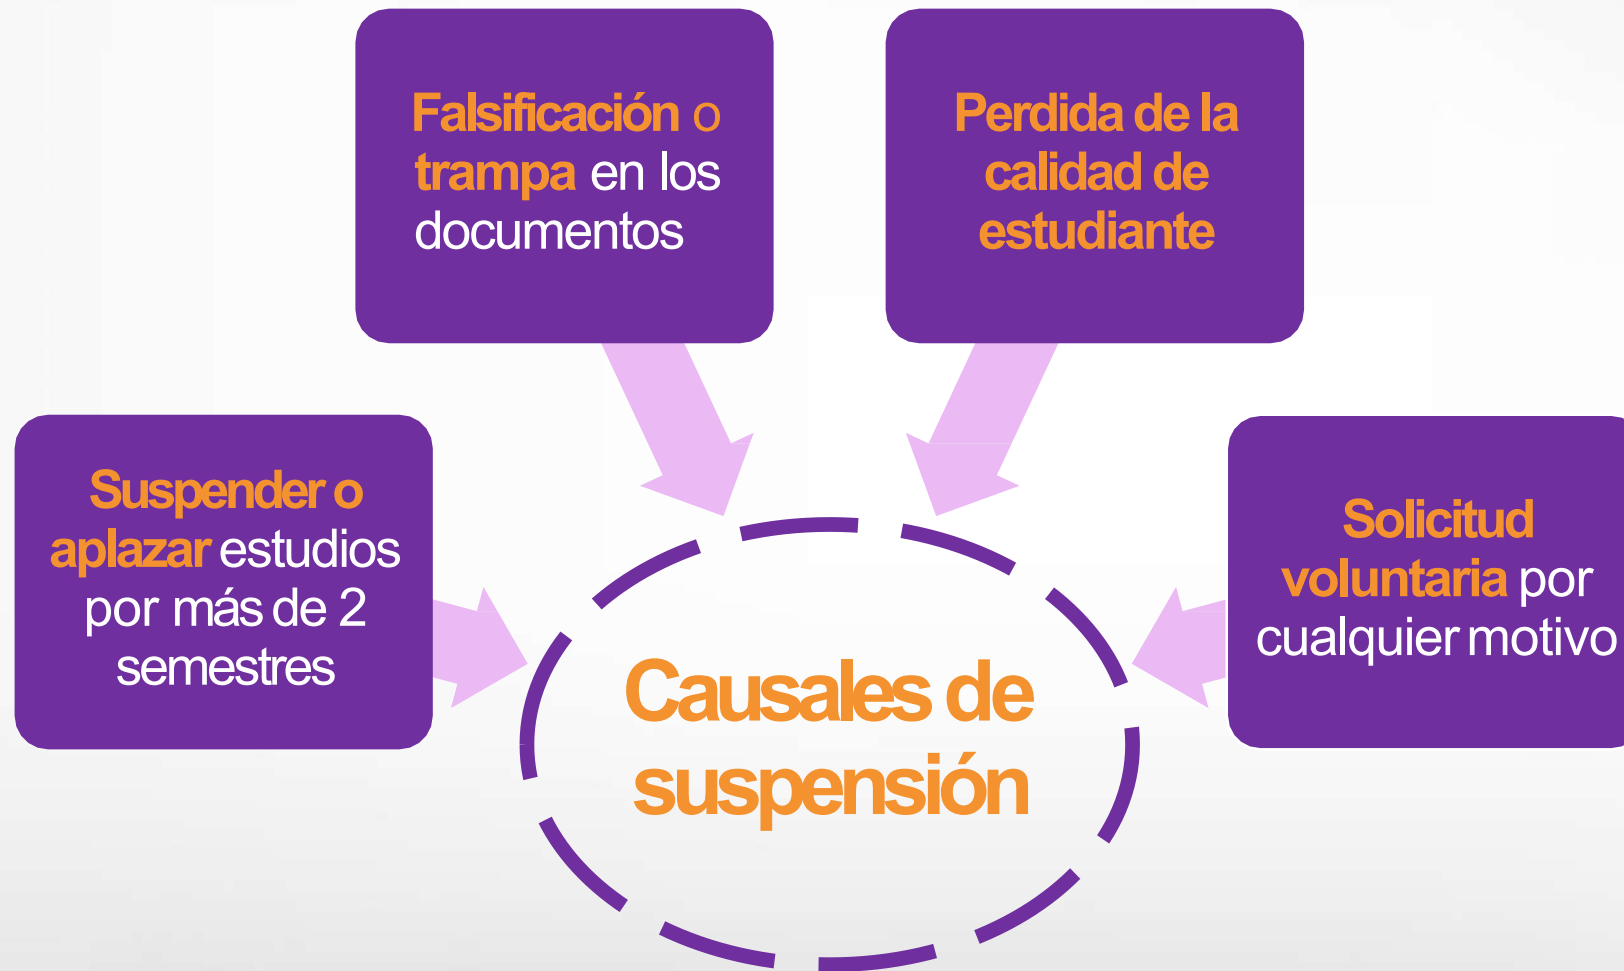 Falsificación o
trampa en los
documentos
Perdida de la
calidad de
estudiante
Suspender o
aplazar estudios
por más de 2
semestres
Solicitud
voluntaria por
cualquier motivo
Causales de
suspensión